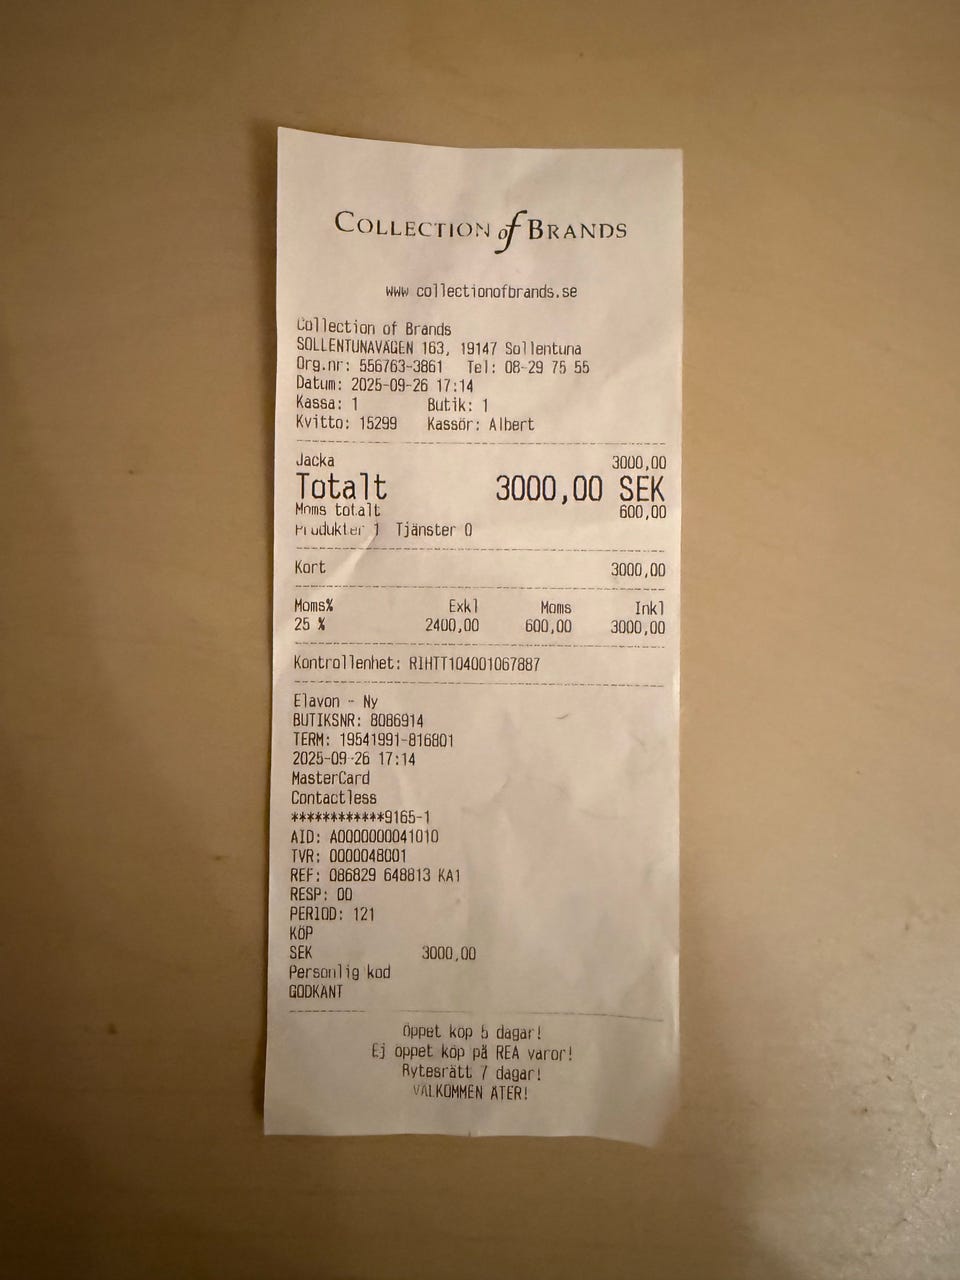 COLLECTION of BRANDS
www collectionofbrands.se
Collection of Brands
SOLLENTUNAVÄGEN 163, 19147 Sollentuna
Org.nr: 556763-3861 Tel: 08-29 75 55
Datum: 2025-09-26 17:14
Kassa: 1 Butik: 1
Kvitto: 15299 Kassör: Albert
Jacka 3000,00
Totalt 3000,00 SEK
Moms totalt 600,00
Produkter 1 Tjänster 0
Kort 3000,00
Moms% Exkl Moms Inkl
25 % 2400,00 600,00 3000,00
Kontrollenhet: RIHTT104001067887
Elavon - Ny
BUTIKSNR: 8086914
TERM: 19541991-816801
2025-09-26 17:14
MasterCard
Contactless
************9165-1
AID: A0000000041010
TVR: 0000048001
REF: 086829 648813 KA1
RESP: 00
PERIOD: 121
KÖP
SEK 3000,00
Personlig kod
GODKÄNT
Öppet köp 5 dagar!
Ej öppet köp på REA varor!
Bytesrätt 7 dagar!
VÄLKOMMEN ÅTER!